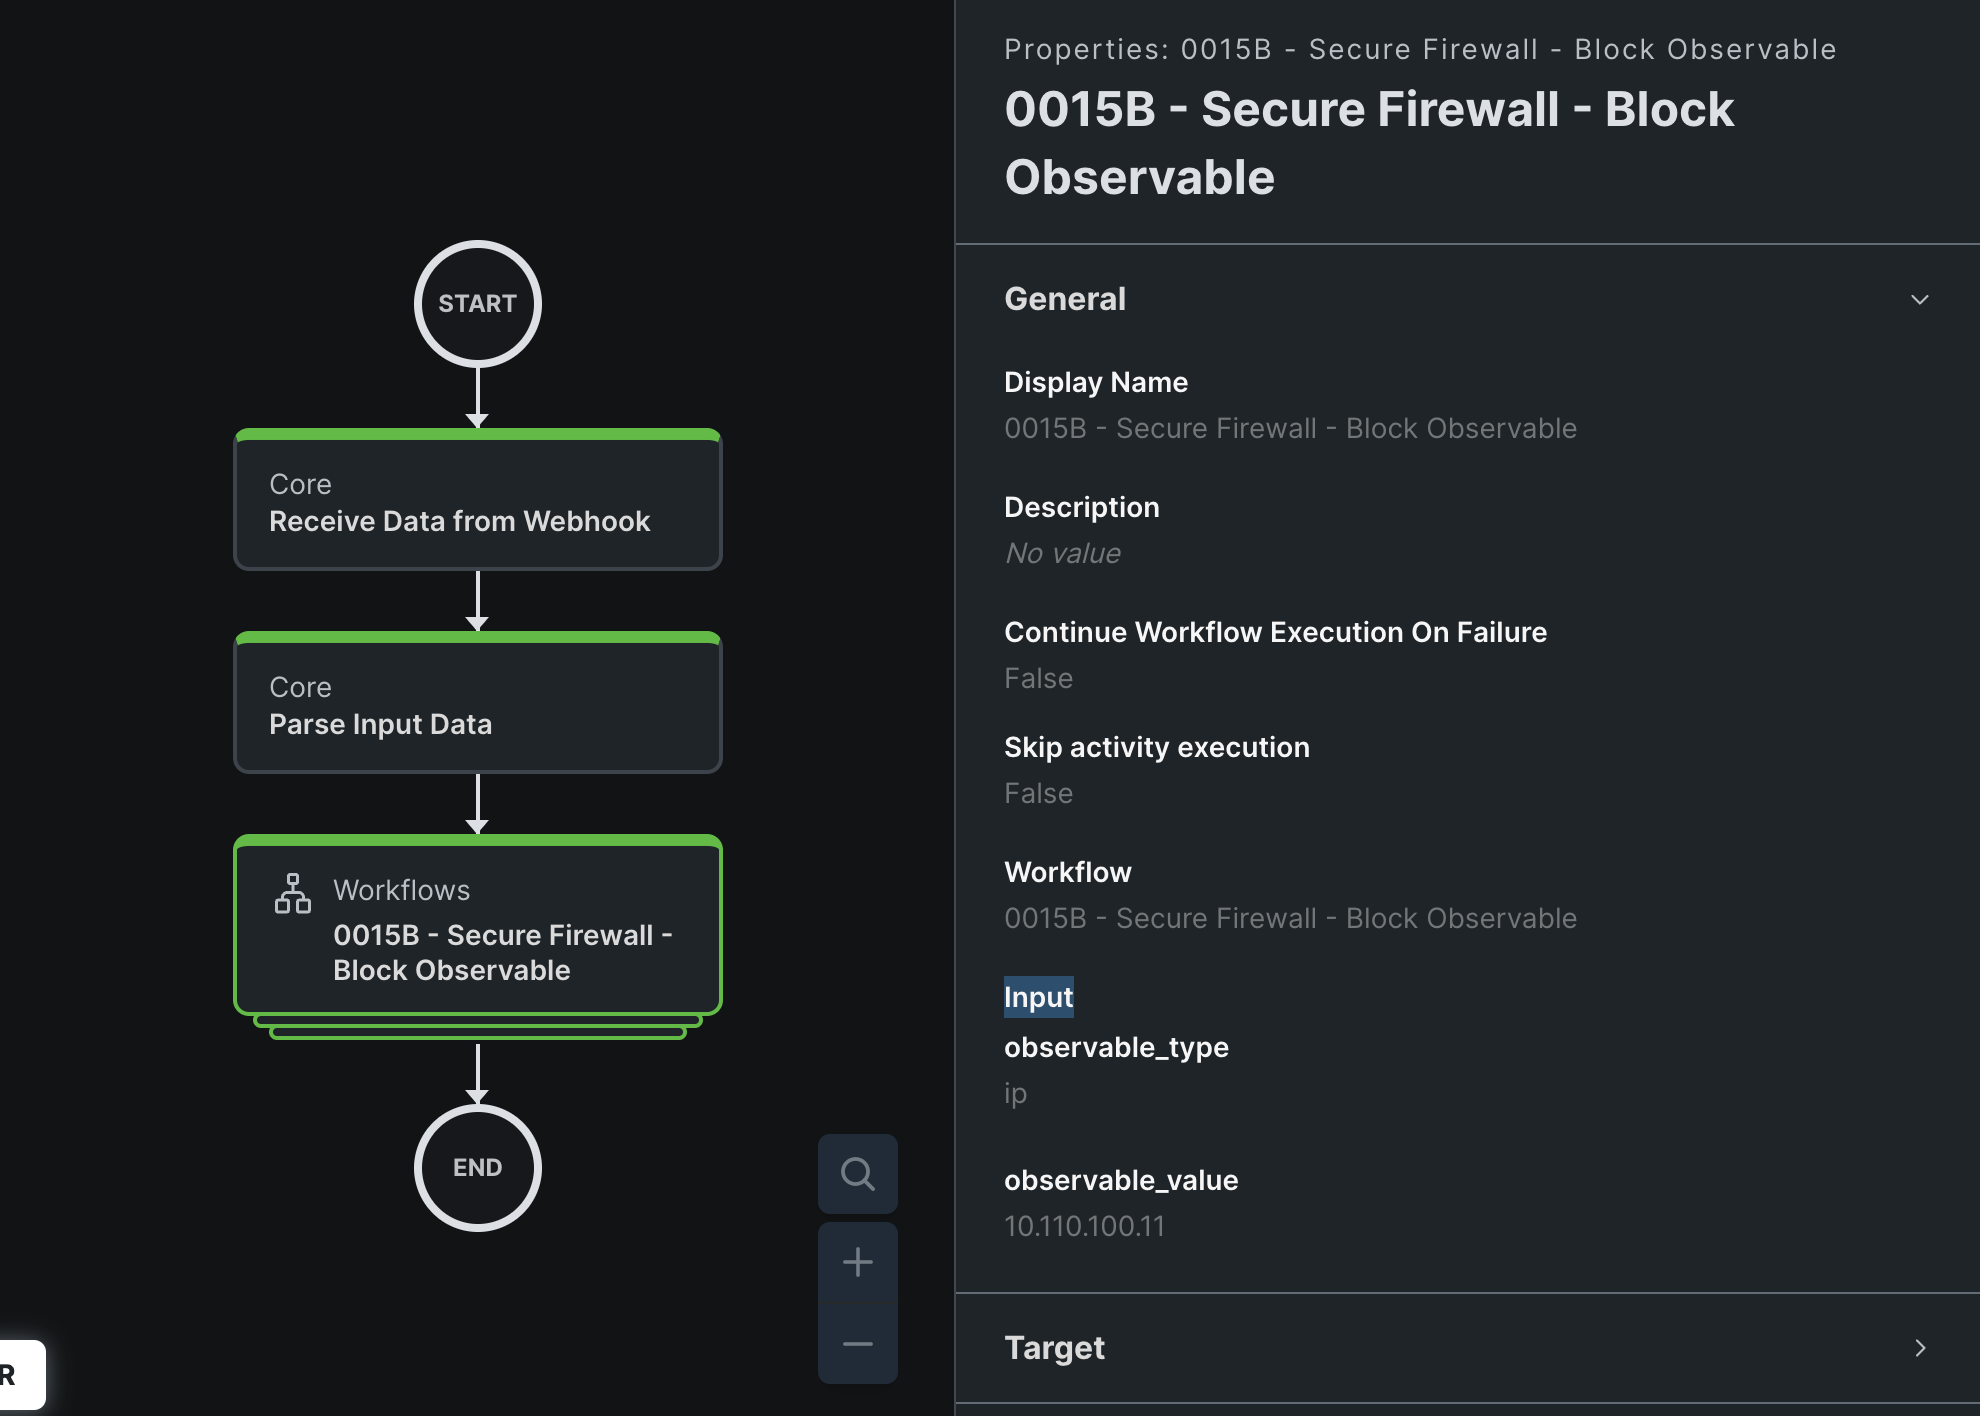 START
Core
Receive Data from Webhook
Core
Parse Input Data
Workflows
0015B - Secure Firewall -
Block Observable
END
R
Properties: 0015B - Secure Firewall - Block Observable
0015B - Secure Firewall - Block
Observable
General
Display Name
0015B - Secure Firewall - Block Observable
Description
No value
Continue Workflow Execution On Failure
False
Skip activity execution
False
Workflow
0015B - Secure Firewall - Block Observable
Input
observable_type
ip
observable_value
10.110.100.11
Target